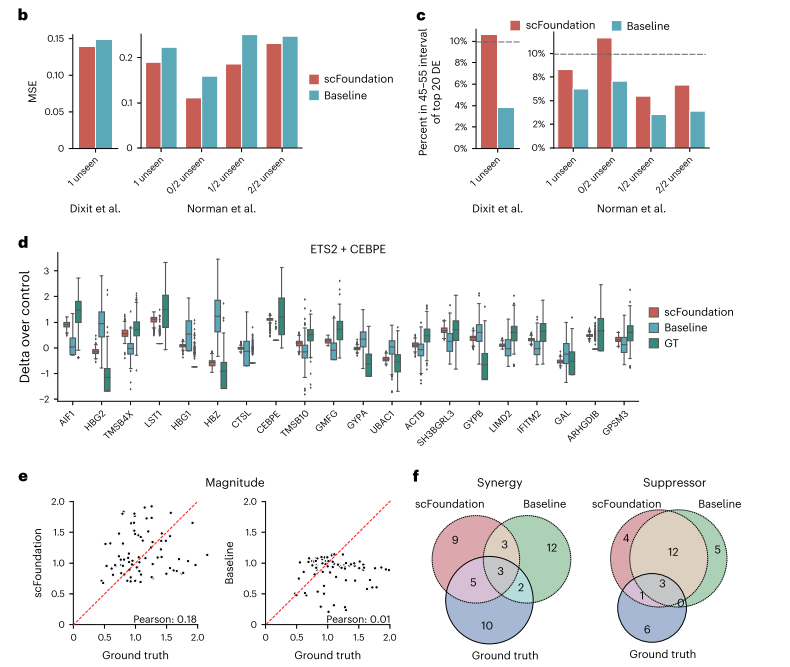 b
MSE
0.15
0.10
0.05
0
1 unseen
Dixit et al.
0.2
0.1
0
1 unseen
0/2 unseen
1/2 unseen
2/2 unseen
Norman et al.
scFoundation
Baseline
c
scFoundation
Baseline
Percent in 45–55 interval
of top 20 DE
10%
8%
6%
4%
2%
0%
1 unseen
Dixit et al.
10%
8%
5%
2%
0%
1 unseen
0/2 unseen
1/2 unseen
2/2 unseen
Norman et al.
d
ETS2 + CEBPE
Delta over control
3
2
1
0
−1
−2
AIF1
HBG2
TMSB4X
LST1
HBG1
HBZ
CTSL
CEBPE
TMSB10
GMFG
GYPA
UBAC1
ACTB
SH3BGRL3
GYPB
LIMD2
IFITM2
GAL
ARHGDIB
GPSM3
scFoundation
Baseline
GT
e
Magnitude
scFoundation
2.0
1.5
1.0
0.5
0
Pearson: 0.18
0 0.5 1.0 1.5 2.0
Ground truth
Baseline
2.0
1.5
1.0
0.5
0
Pearson: 0.01
0 0.5 1.0 1.5 2.0
Ground truth
f
Synergy
scFoundation
Baseline
9
3
12
3
5
2
10
Ground truth
Suppressor
scFoundation
Baseline
4
12
5
3
1
0
6
Ground truth